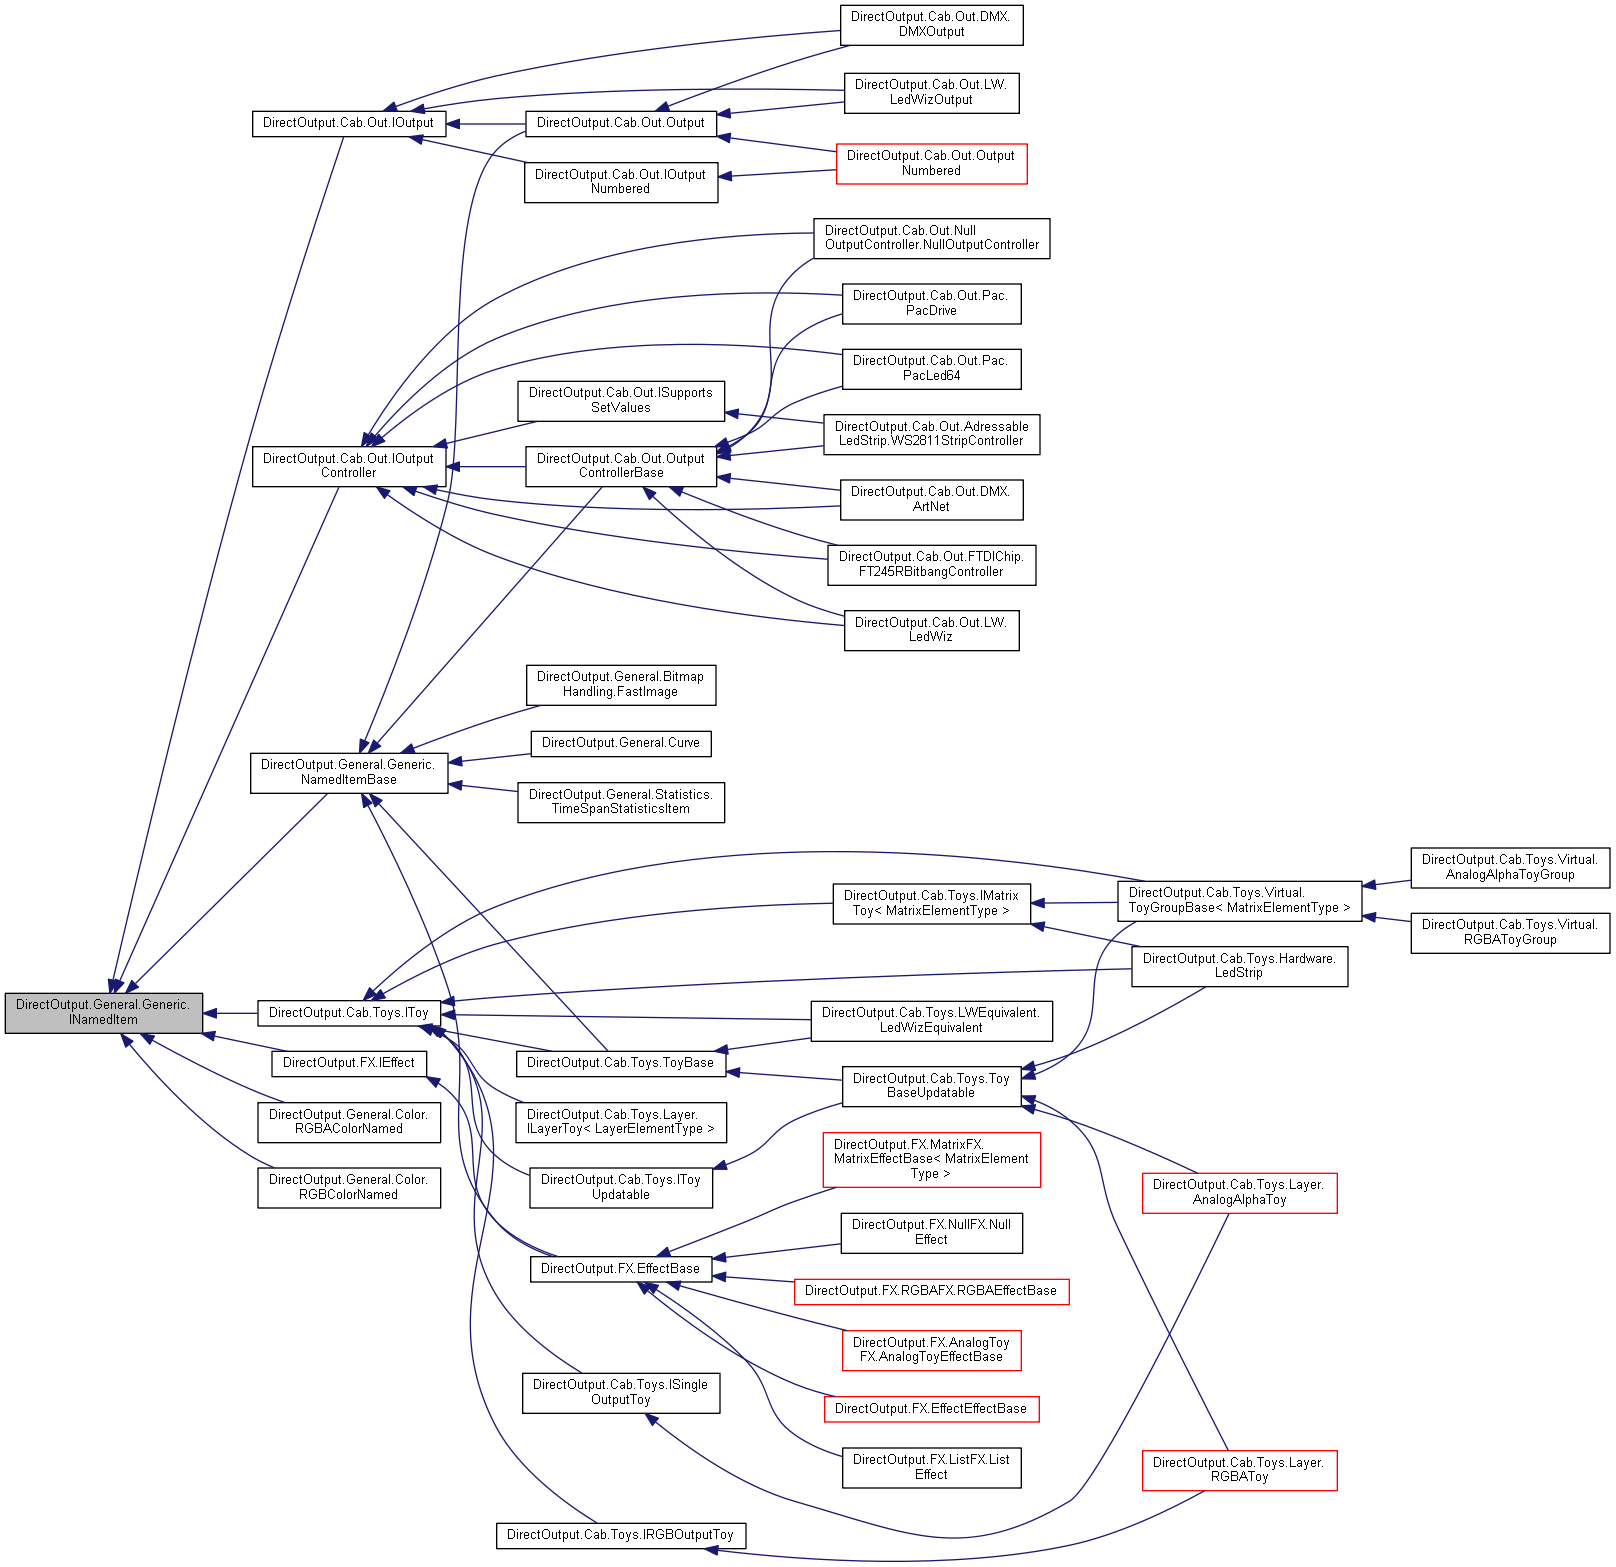 DirectOutput.Cab.Out.DMX.
DMXOutput
DirectOutput.Cab.Out.LW.
LedWizOutput
DirectOutput.Cab.Out.IOutput
DirectOutput.Cab.Out.Output
DirectOutput.Cab.Out.Output
Numbered
DirectOutput.Cab.Out.IOutput
Numbered
DirectOutput.Cab.Out.Null
OutputController.NullOutputController
DirectOutput.Cab.Out.Pac.
PacDrive
DirectOutput.Cab.Out.Pac.
PacLed64
DirectOutput.Cab.Out.ISupports
SetValues
DirectOutput.Cab.Out.Adressable
LedStrip.WS2811StripController
DirectOutput.Cab.Out.IOutput
Controller
DirectOutput.Cab.Out.Output
ControllerBase
DirectOutput.Cab.Out.DMX.
ArtNet
DirectOutput.Cab.Out.FTDIChip.
FT245RBitbangController
DirectOutput.Cab.Out.LW.
LedWiz
DirectOutput.General.Bitmap
Handling.FastImage
DirectOutput.General.Curve
DirectOutput.General.Generic.
NamedItemBase
DirectOutput.General.Statistics.
TimeSpanStatisticsItem
DirectOutput.Cab.Toys.Virtual.
AnalogAlphaToyGroup
DirectOutput.Cab.Toys.IMatrix
Toy< MatrixElementType >
DirectOutput.Cab.Toys.Virtual.
ToyGroupBase< MatrixElementType >
DirectOutput.Cab.Toys.Virtual.
RGBAToyGroup
DirectOutput.Cab.Toys.Hardware.
LedStrip
DirectOutput.General.Generic.
INamedItem
DirectOutput.Cab.Toys.IToy
DirectOutput.Cab.Toys.LWEquivalent.
LedWizEquivalent
DirectOutput.FX.IEffect
DirectOutput.Cab.Toys.ToyBase
DirectOutput.Cab.Toys.Toy
BaseUpdatable
DirectOutput.General.Color.
RGBAColorNamed
DirectOutput.Cab.Toys.Layer.
ILayerToy< LayerElementType >
DirectOutput.FX.MatrixFX.
MatrixEffectBase< MatrixElement
Type >
DirectOutput.General.Color.
RGBColorNamed
DirectOutput.Cab.Toys.IToy
Updatable
DirectOutput.Cab.Toys.Layer.
AnalogAlphaToy
DirectOutput.FX.NullFX.Null
Effect
DirectOutput.FX.EffectBase
DirectOutput.FX.RGBAFX.RGBAEffectBase
DirectOutput.FX.AnalogToy
FX.AnalogToyEffectBase
DirectOutput.Cab.Toys.ISingle
OutputToy
DirectOutput.FX.EffectEffectBase
DirectOutput.FX.ListFX.List
Effect
DirectOutput.Cab.Toys.Layer.
RGBAToy
DirectOutput.Cab.Toys.IRGBOutputToy